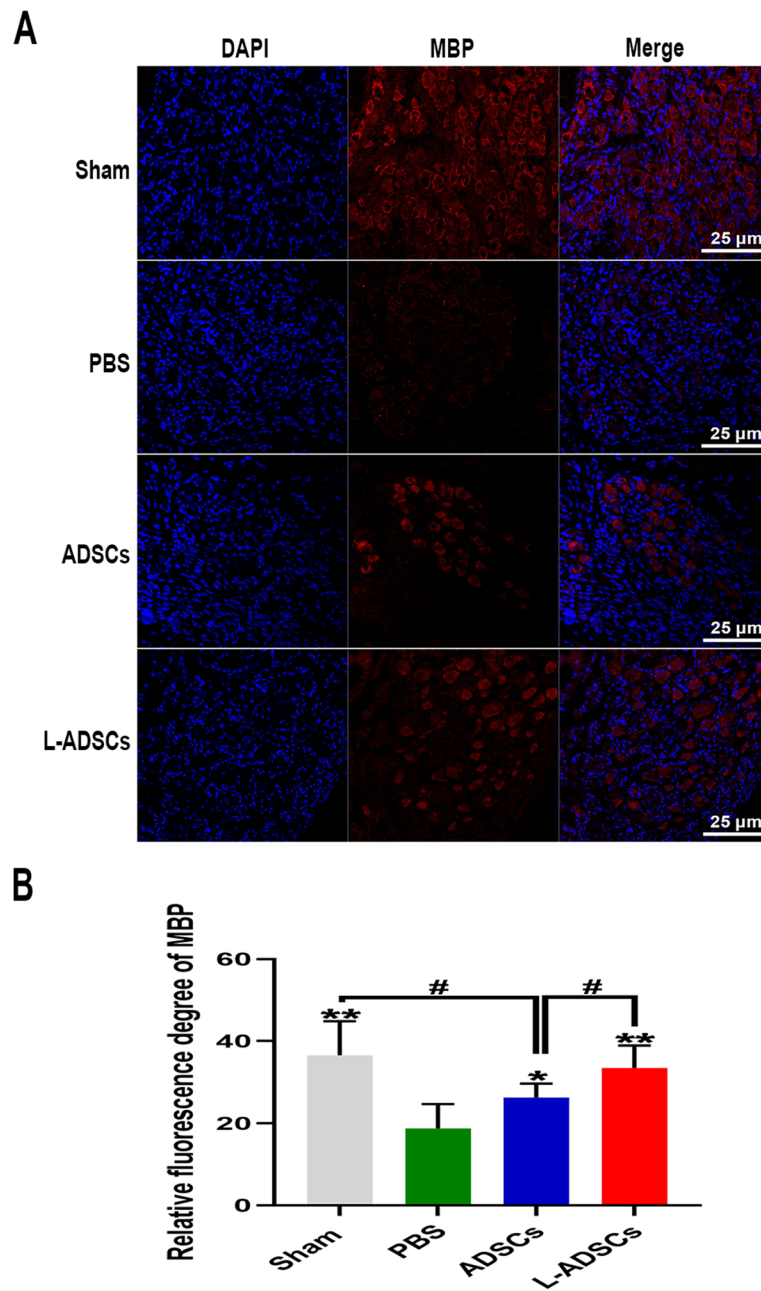 A
DAPI MBP Merge
Sham
25 µm
PBS
25 µm
ADSCs
25 µm
L-ADSCs
25 µm
B
Relative fluorescence degree of MBP
60
40
20
0
# #
** * **
Sham PBS ADSCs L-ADSCs